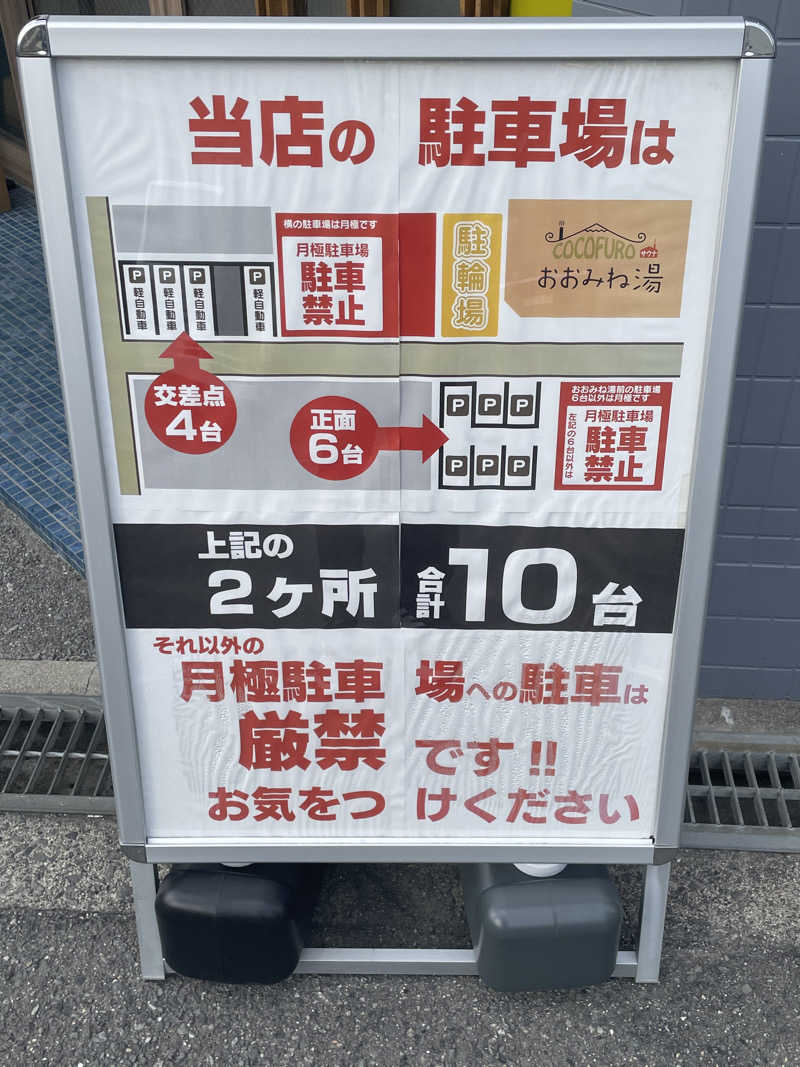 当店の 駐車場は
横の駐車場は月極です
月極駐車場
駐車
禁止
駐輪場
COCOFURO
サウナ
おおみね湯
P 軽自動車
P 軽自動車
P 軽自動車
P 軽自動車
交差点
4台
正面
6台
P P P
P P P
おおみね湯前の駐車場
6台以外は月極です
左記の6台以外は
月極駐車場
駐車
禁止
上記の
2ヶ所 合計10台
それ以外の
月極駐車場への駐車は
厳禁です!!
お気をつけください